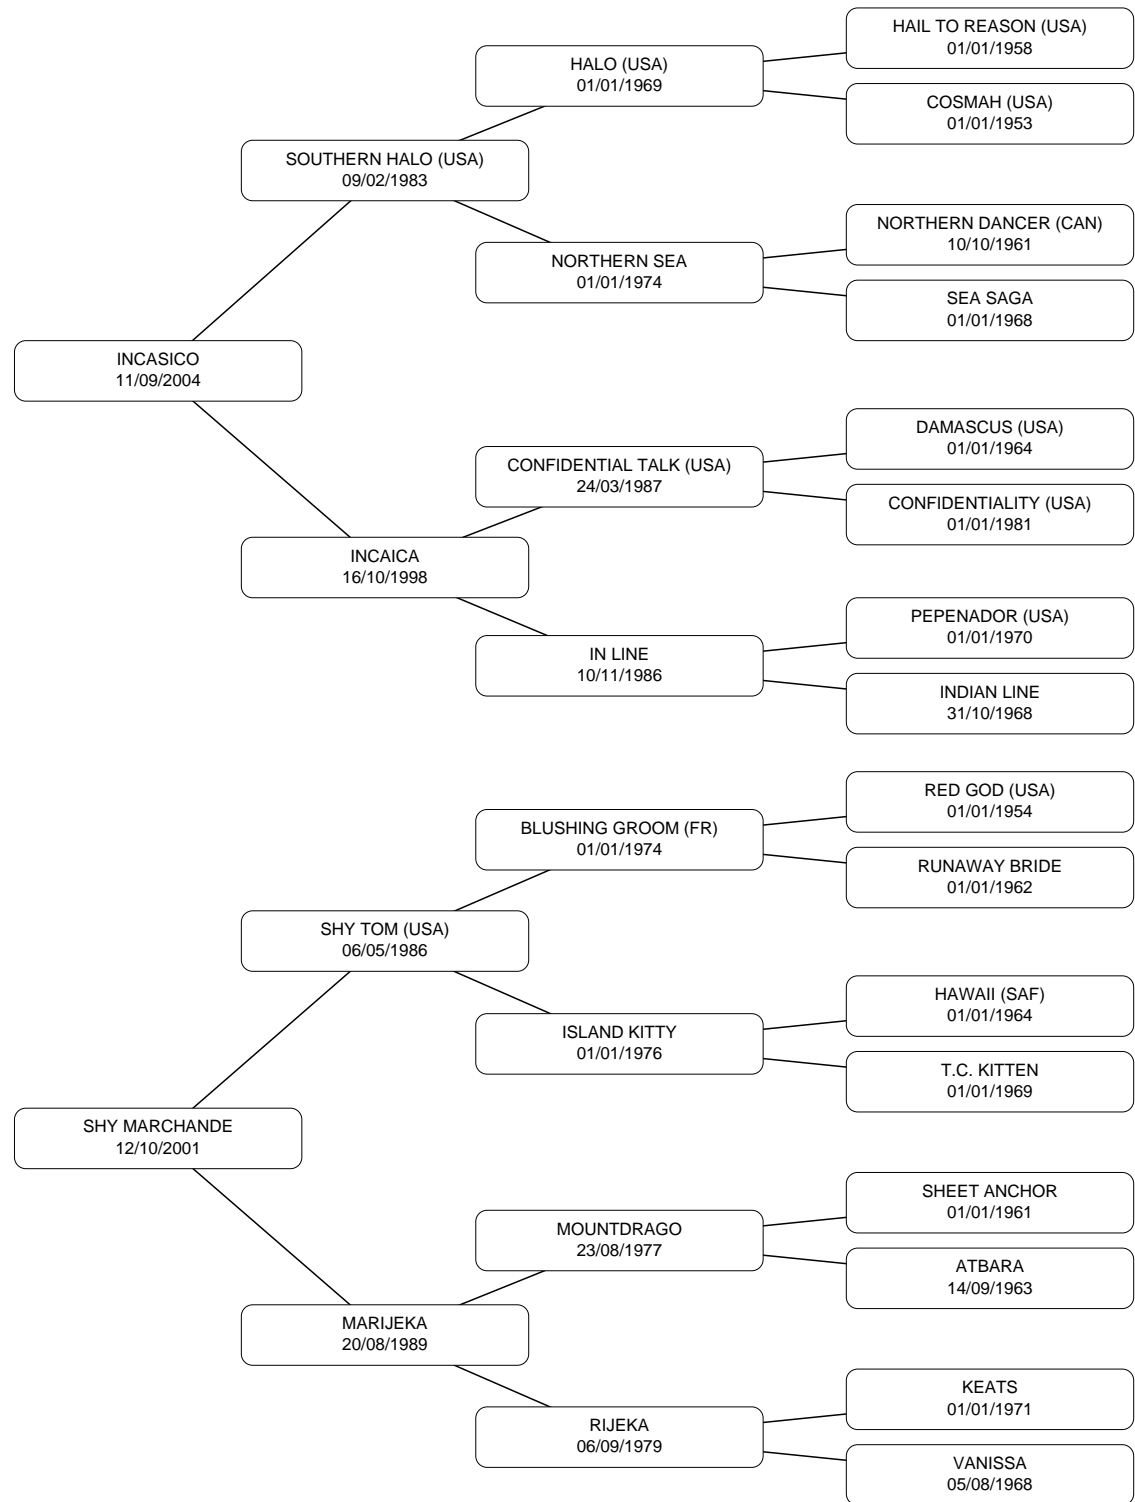 HAIL TO REASON (USA)
01/01/1958
HALO (USA)
01/01/1969
COSMAH (USA)
01/01/1953
SOUTHERN HALO (USA)
09/02/1983
NORTHERN DANCER (CAN)
10/10/1961
NORTHERN SEA
01/01/1974
SEA SAGA
01/01/1968
INCASICO
11/09/2004
DAMASCUS (USA)
01/01/1964
CONFIDENTIAL TALK (USA)
24/03/1987
CONFIDENTIALITY (USA)
01/01/1981
INCAICA
16/10/1998
PEPENADOR (USA)
01/01/1970
IN LINE
10/11/1986
INDIAN LINE
31/10/1968
RED GOD (USA)
01/01/1954
BLUSHING GROOM (FR)
01/01/1974
RUNAWAY BRIDE
01/01/1962
SHY TOM (USA)
06/05/1986
HAWAII (SAF)
01/01/1964
ISLAND KITTY
01/01/1976
T.C. KITTEN
01/01/1969
SHY MARCHANDE
12/10/2001
SHEET ANCHOR
01/01/1961
MOUNTDRAGO
23/08/1977
ATBARA
14/09/1963
MARIJEKA
20/08/1989
KEATS
01/01/1971
RIJEKA
06/09/1979
VANISSA
05/08/1968